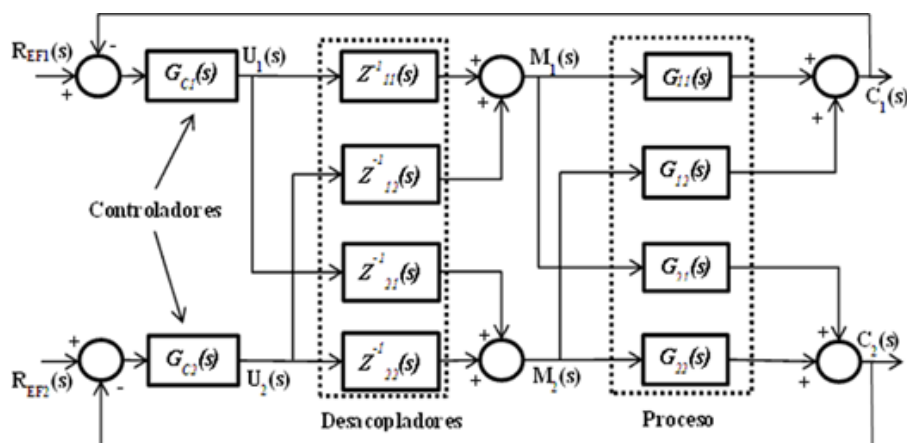 R_EF1(s)
+
-
G_C1(s)
U_1(s)
Z^-1_11(s)
+
+
M_1(s)
G_11(s)
+
+
C_1(s)
Z^-1_12(s)
G_12(s)
Controladores
Z^-1_21(s)
G_21(s)
R_EF2(s)
+
-
G_C2(s)
U_2(s)
Z^-1_22(s)
+
+
M_2(s)
G_22(s)
+
+
C_2(s)
Desacopladores
Proceso